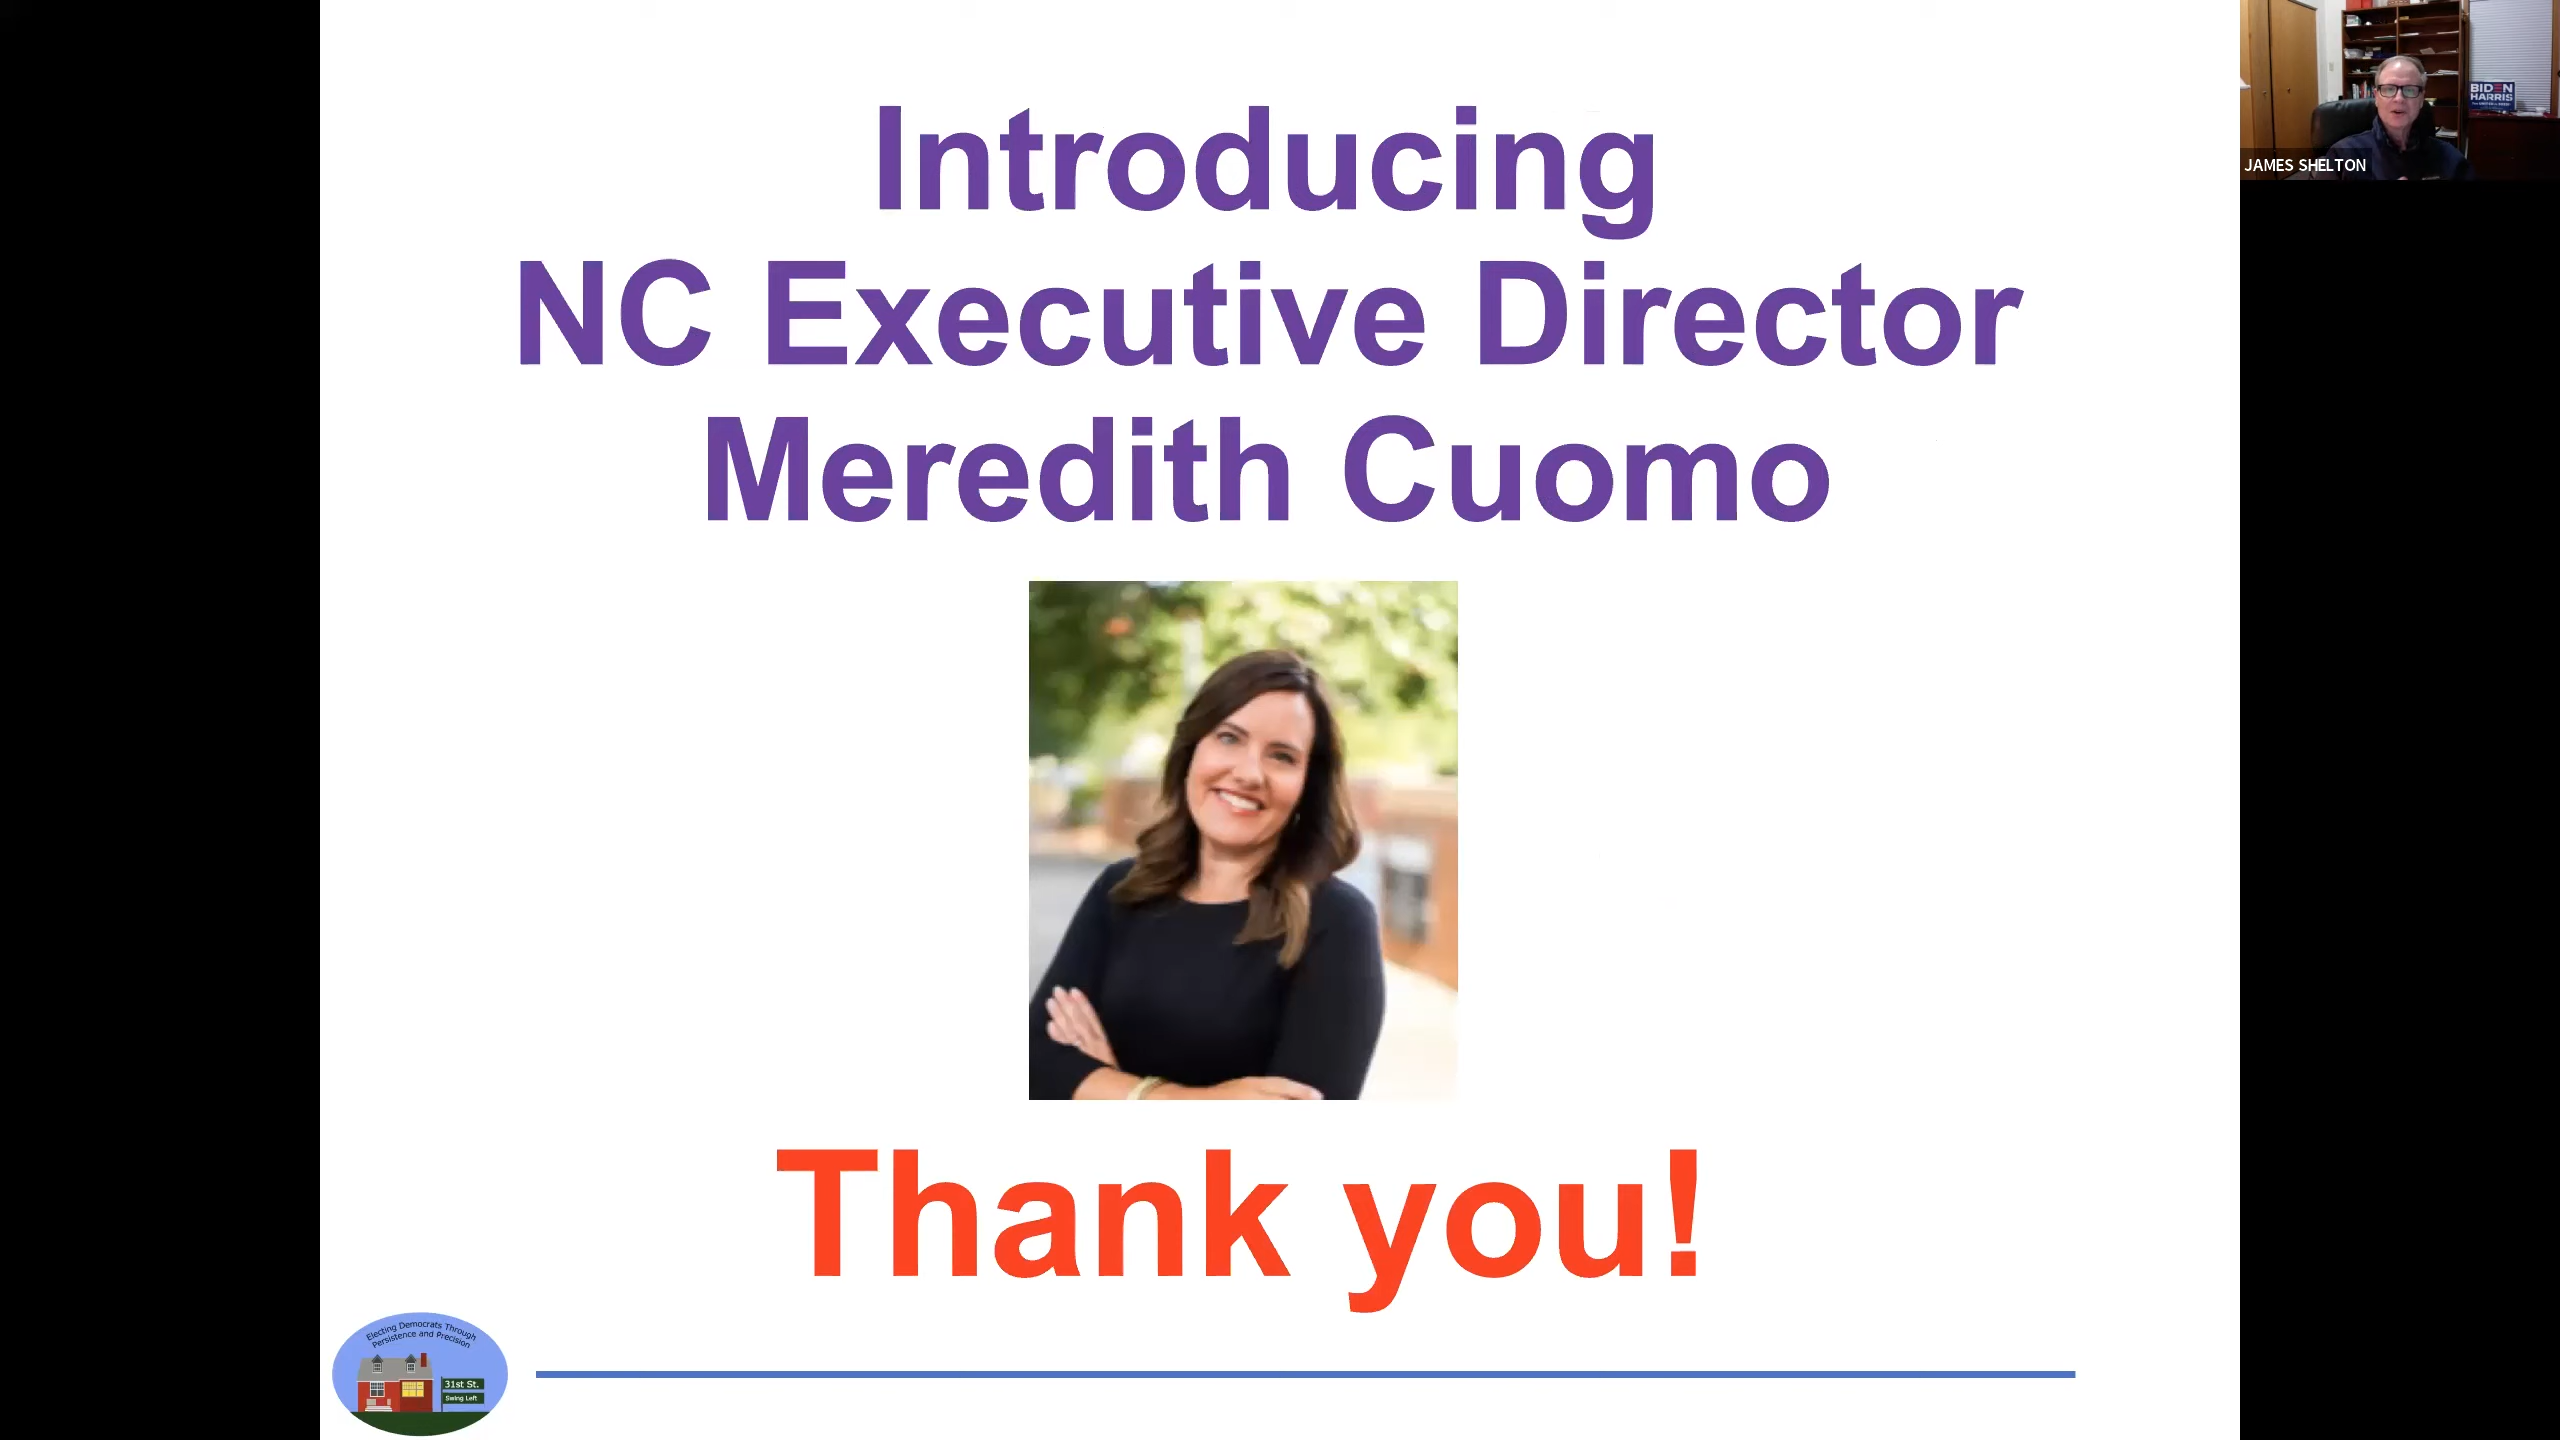 Introducing
NC Executive Director
Meredith Cuomo
Thank you!
Electing Democrats Through
Persistence and Precision
31st St.
Swing Left
BIDEN
HARRIS
JAMES SHELTON